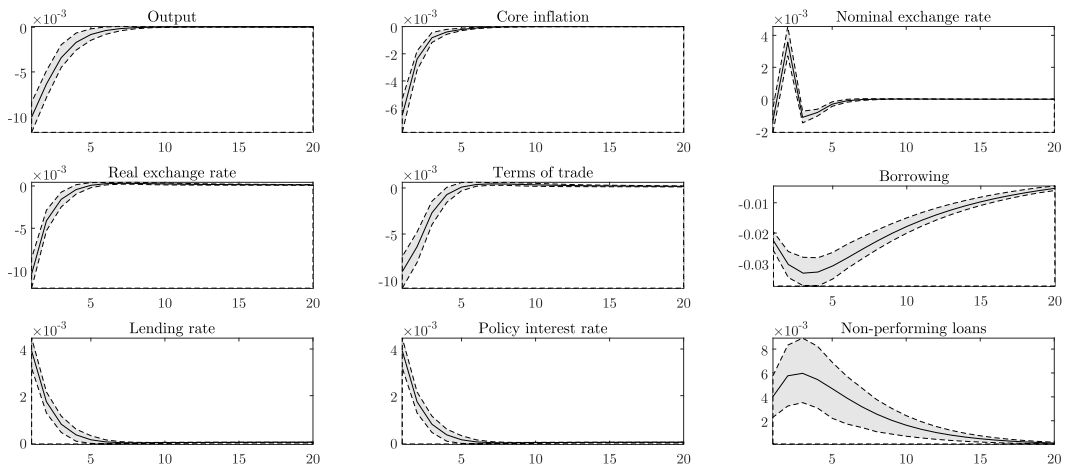 Output
×10-3
0
-5
-10
5 10 15 20
Core inflation
×10-3
0
-2
-4
-6
5 10 15 20
Nominal exchange rate
×10-3
4
2
0
-2
5 10 15 20
Real exchange rate
×10-3
0
-5
-10
5 10 15 20
Terms of trade
×10-3
0
-5
-10
5 10 15 20
Borrowing
-0.01
-0.02
-0.03
5 10 15 20
Lending rate
×10-3
4
2
0
5 10 15 20
Policy interest rate
×10-3
4
2
0
5 10 15 20
Non-performing loans
×10-3
8
6
4
2
5 10 15 20